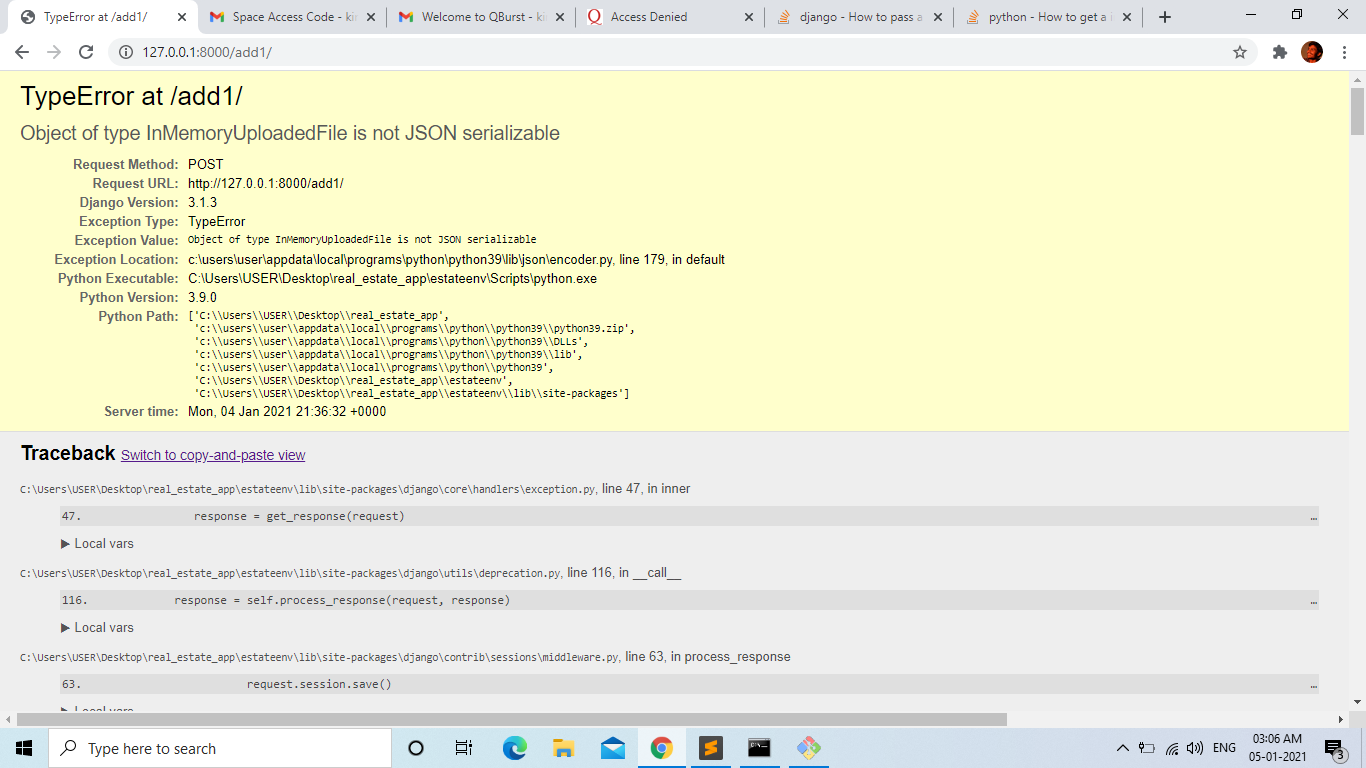 TypeError at /add1/
Space Access Code - kir
Welcome to QBurst - ki
Access Denied
django - How to pass a
python - How to get a
127.0.0.1:8000/add1/
TypeError at /add1/
Object of type InMemoryUploadedFile is not JSON serializable
Request Method: POST
Request URL: http://127.0.0.1:8000/add1/
Django Version: 3.1.3
Exception Type: TypeError
Exception Value: Object of type InMemoryUploadedFile is not JSON serializable
Exception Location: c:\users\user\appdata\local\programs\python\python39\lib\json\encoder.py, line 179, in default
Python Executable: C:\Users\USER\Desktop\real_estate_app\estateenv\Scripts\python.exe
Python Version: 3.9.0
Python Path: ['C:\\Users\\USER\\Desktop\\real_estate_app',
'c:\\users\\user\\appdata\\local\\programs\\python\\python39\\python39.zip',
'c:\\users\\user\\appdata\\local\\programs\\python\\python39\\DLLs',
'c:\\users\\user\\appdata\\local\\programs\\python\\python39\\lib',
'c:\\users\\user\\appdata\\local\\programs\\python\\python39',
'C:\\Users\\USER\\Desktop\\real_estate_app\\estateenv',
'C:\\Users\\USER\\Desktop\\real_estate_app\\estateenv\\lib\\site-packages']
Server time: Mon, 04 Jan 2021 21:36:32 +0000
Traceback Switch to copy-and-paste view
C:\Users\USER\Desktop\real_estate_app\estateenv\lib\site-packages\django\core\handlers\exception.py, line 47, in inner
47. response = get_response(request) …
▶ Local vars
C:\Users\USER\Desktop\real_estate_app\estateenv\lib\site-packages\django\utils\deprecation.py, line 116, in __call__
116. response = self.process_response(request, response) …
▶ Local vars
C:\Users\USER\Desktop\real_estate_app\estateenv\lib\site-packages\django\contrib\sessions\middleware.py, line 63, in process_response
63. request.session.save() …
▶ Local vars
Type here to search
ENG
03:06 AM
05-01-2021
3